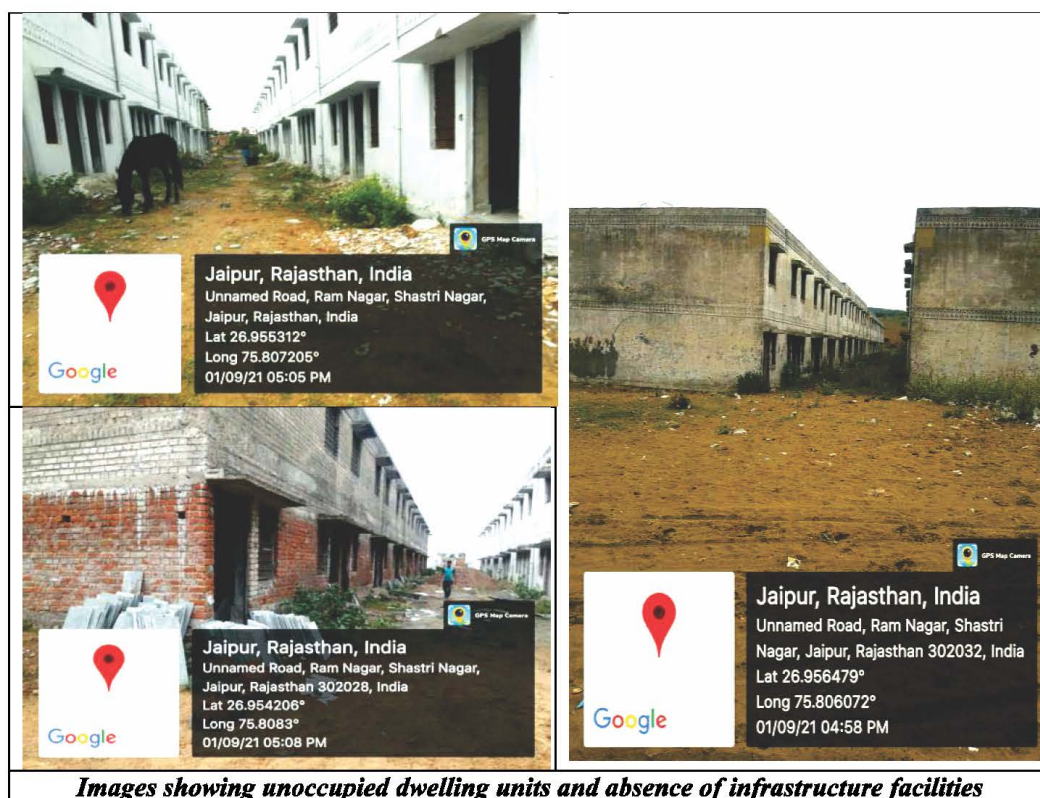 GPS Map Camera
Jaipur, Rajasthan, India
Unnamed Road, Ram Nagar, Shastri Nagar,
Jaipur, Rajasthan, India
Lat 26.955312°
Long 75.807205°
01/09/21 05:05 PM
Google
GPS Map Camera
Jaipur, Rajasthan, India
Unnamed Road, Ram Nagar, Shastri Nagar,
Jaipur, Rajasthan 302028, India
Lat 26.954206°
Long 75.8083°
01/09/21 05:08 PM
Google
GPS Map Camera
Jaipur, Rajasthan, India
Unnamed Road, Ram Nagar, Shastri
Nagar, Jaipur, Rajasthan 302032, India
Lat 26.956479°
Long 75.806072°
01/09/21 04:58 PM
Google
Images showing unoccupied dwelling units and absence of infrastructure facilities